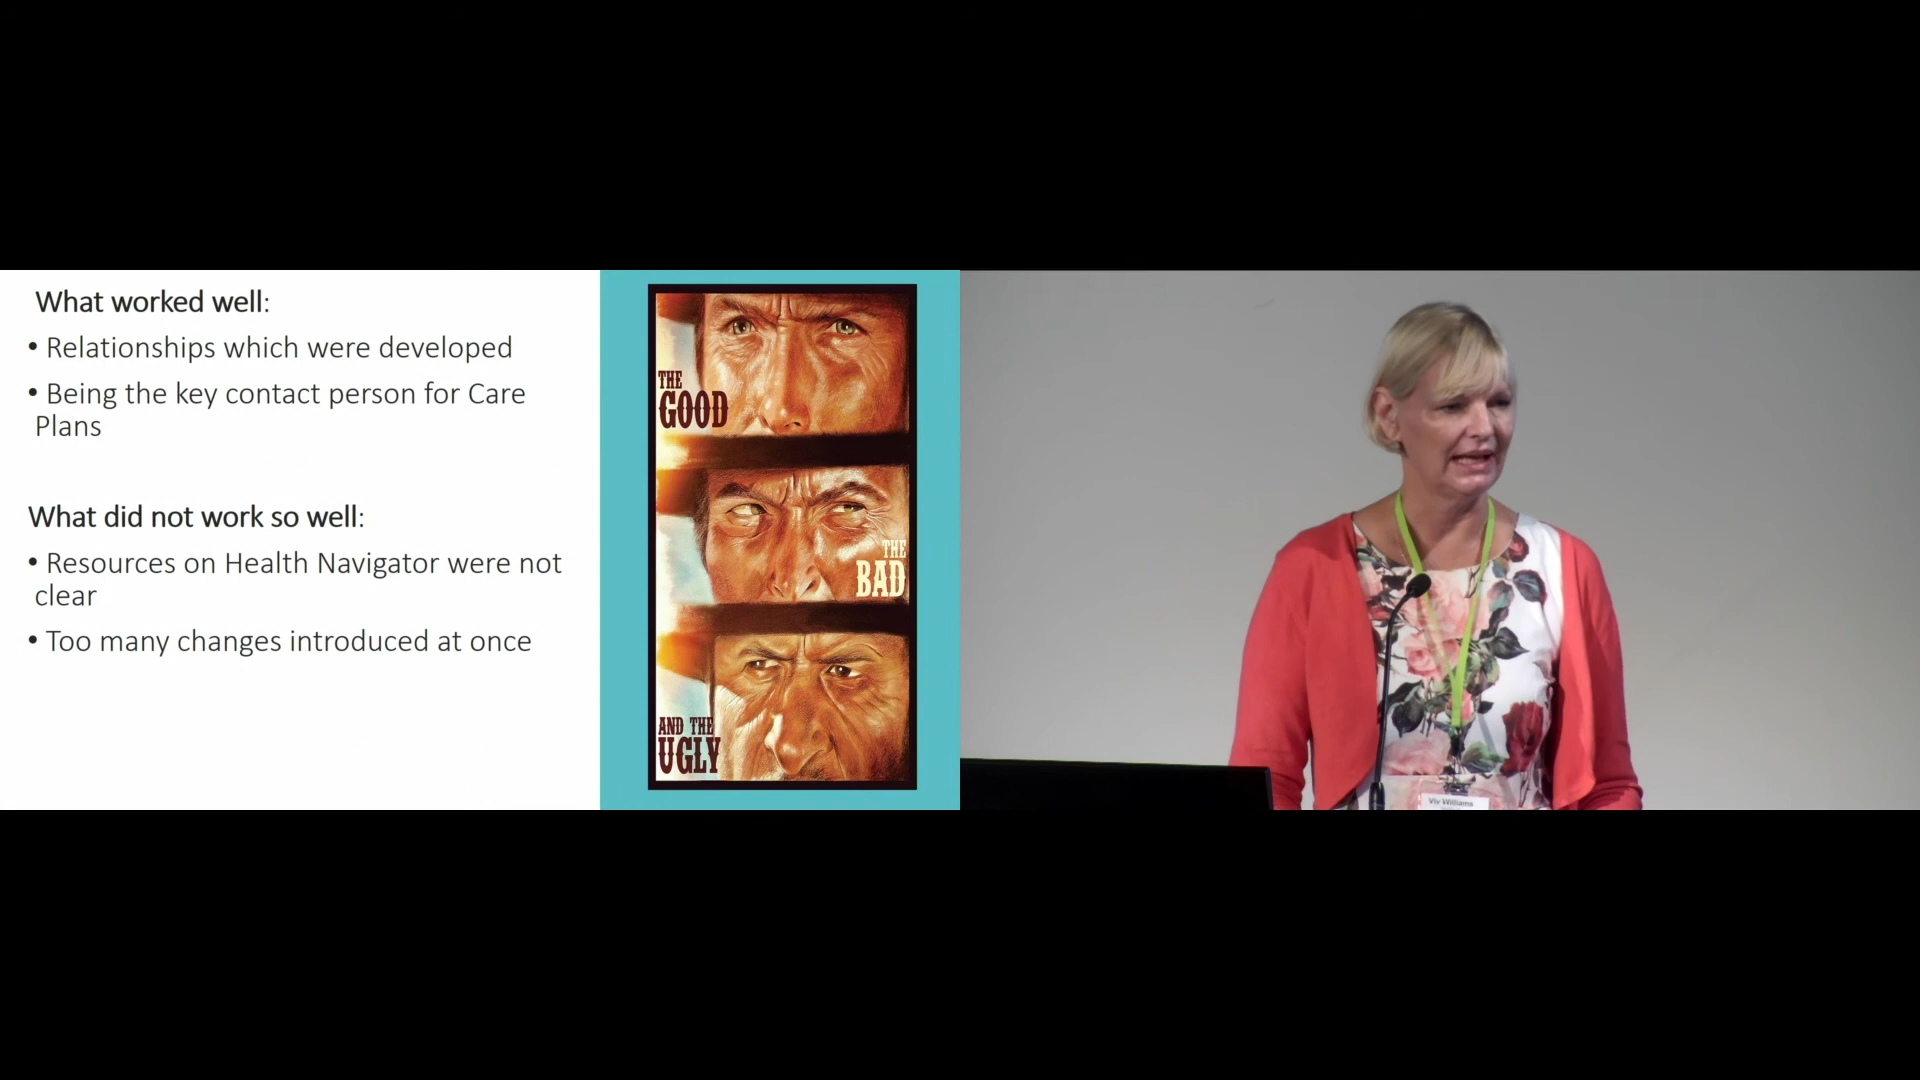 What worked well:
• Relationships which were developed
• Being the key contact person for Care
Plans
What did not work so well:
• Resources on Health Navigator were not
clear
• Too many changes introduced at once
THE
GOOD
THE
BAD
AND THE
UGLY
Viv Williams